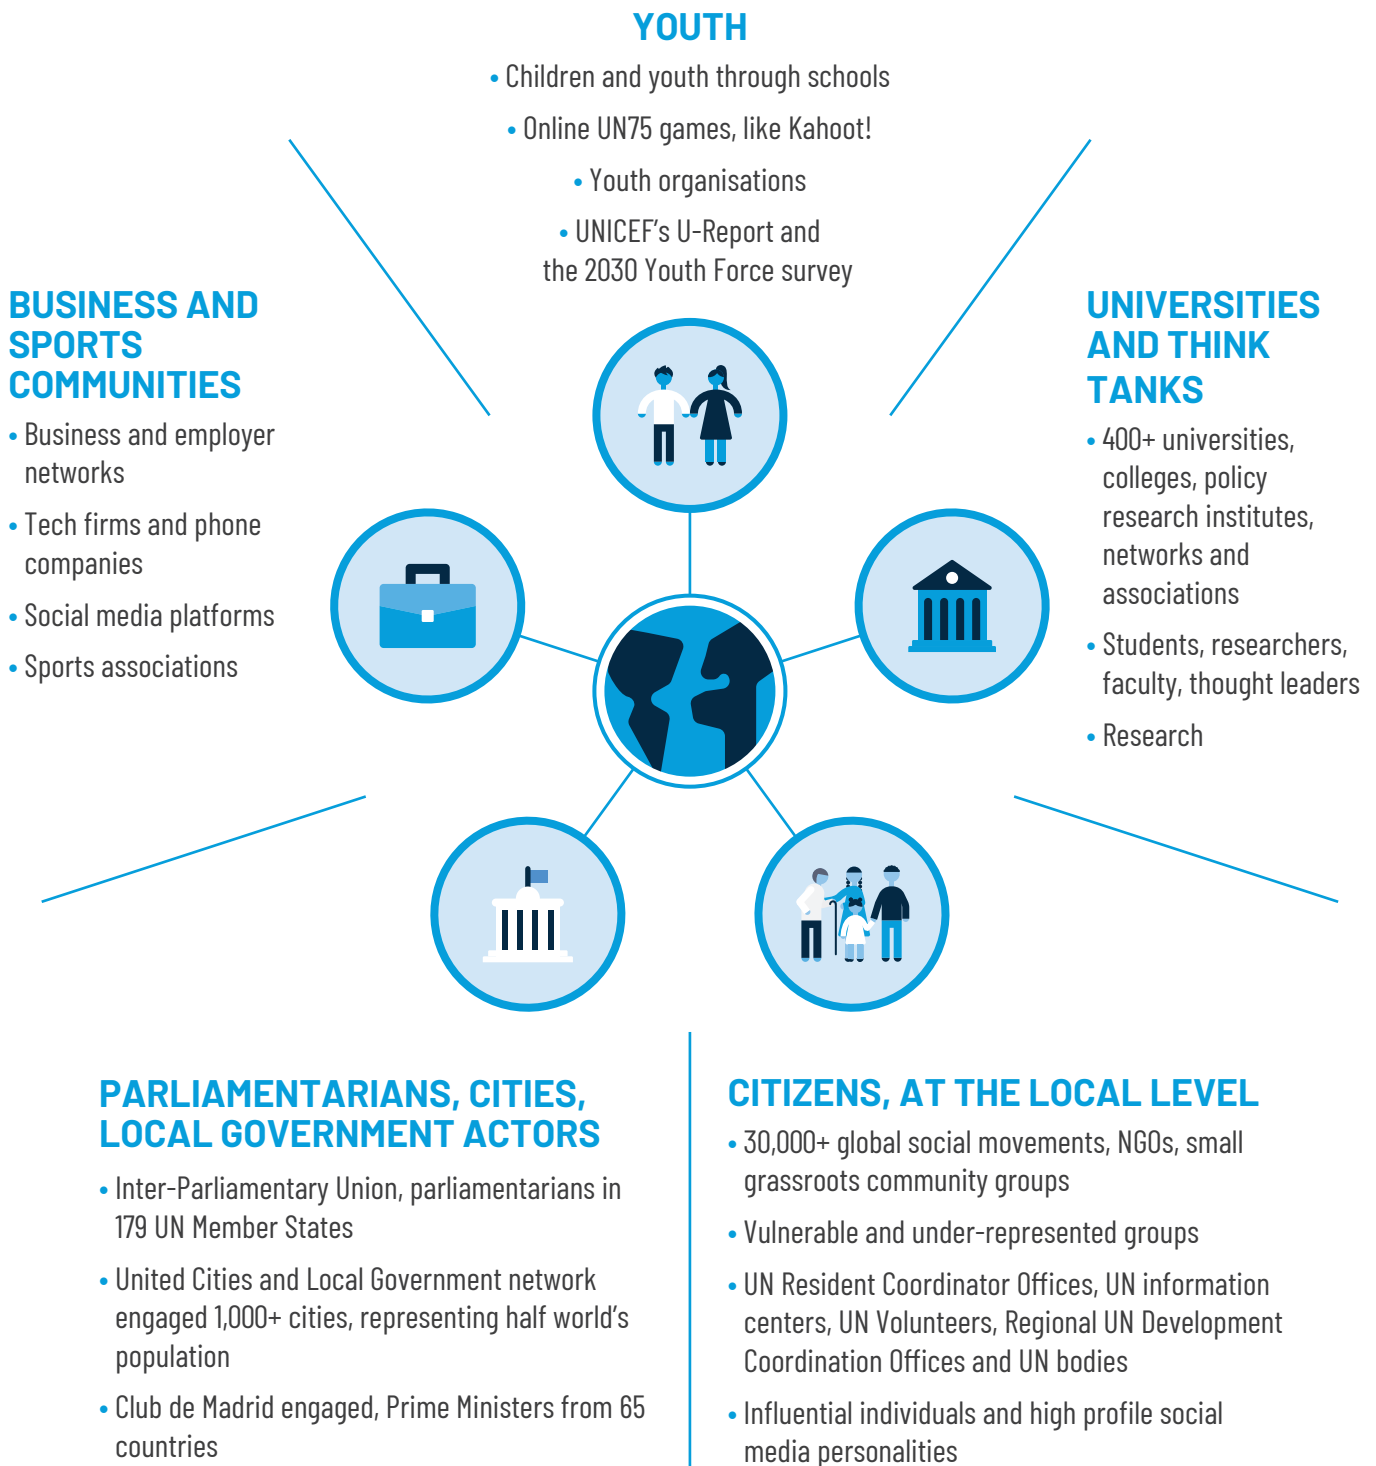 YOUTH
• Children and youth through schools
• Online UN75 games, like Kahoot!
• Youth organisations
• UNICEF's U-Report and
the 2030 Youth Force survey
BUSINESS AND
SPORTS
COMMUNITIES
• Business and employer
networks
• Tech firms and phone
companies
• Social media platforms
• Sports associations
UNIVERSITIES
AND THINK
TANKS
• 400+ universities,
colleges, policy
research institutes,
networks and
associations
• Students, researchers,
faculty, thought leaders
• Research
PARLIAMENTARIANS, CITIES,
LOCAL GOVERNMENT ACTORS
• Inter-Parliamentary Union, parliamentarians in
179 UN Member States
• United Cities and Local Government network
engaged 1,000+ cities, representing half world's
population
• Club de Madrid engaged, Prime Ministers from 65
countries
CITIZENS, AT THE LOCAL LEVEL
• 30,000+ global social movements, NGOs, small
grassroots community groups
• Vulnerable and under-represented groups
• UN Resident Coordinator Offices, UN information
centers, UN Volunteers, Regional UN Development
Coordination Offices and UN bodies
• Influential individuals and high profile social
media personalities